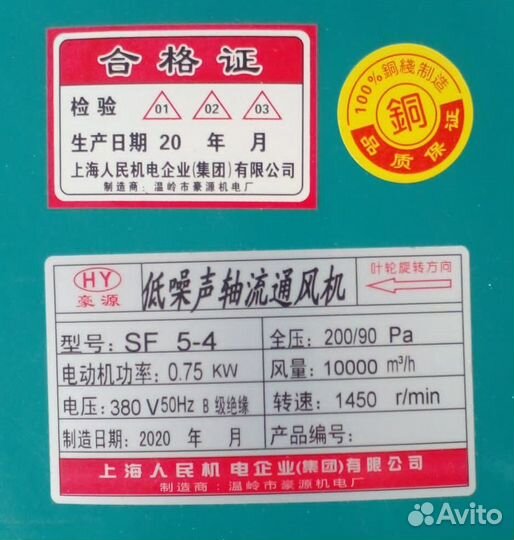 合格证
检验 01 02 03
生产日期 20 年 月
上海人民机电企业(集团)有限公司
制造商：温岭市豪源机电厂
100%銅綫制造
銅
品质保证
HY
豪源
低噪声轴流通风机
叶轮旋转方向
型号：SF 5-4
全压：200/90 Pa
电动机功率：0.75 KW
风量：10000 m³/h
电压：380V50Hz B级绝缘
转速：1450 r/min
制造日期：2020 年 月
产品编号：
上海人民机电企业(集团)有限公司
制造商：温岭市豪源机电厂
Avito